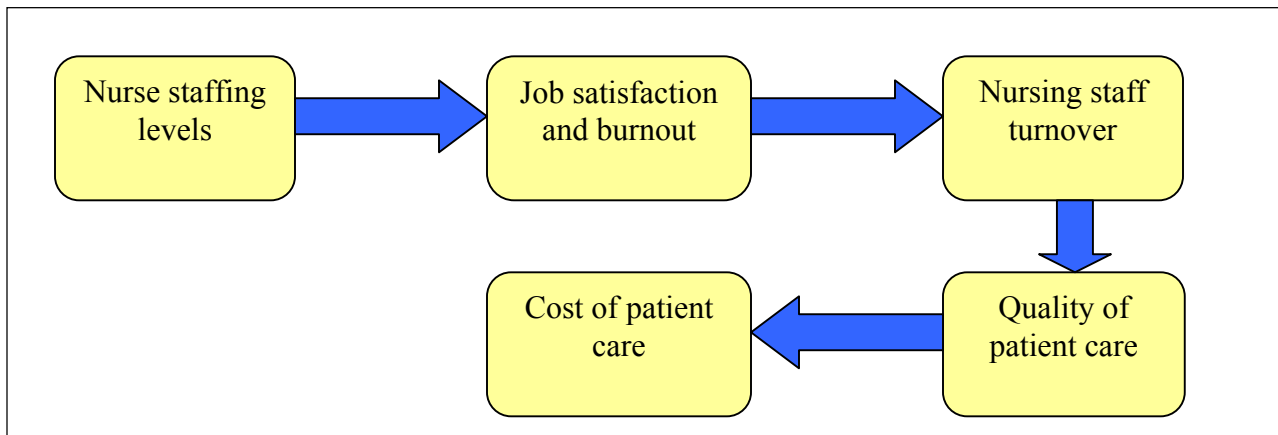 Nurse staffing
levels
Job satisfaction
and burnout
Nursing staff
turnover
Quality of
patient care
Cost of patient
care